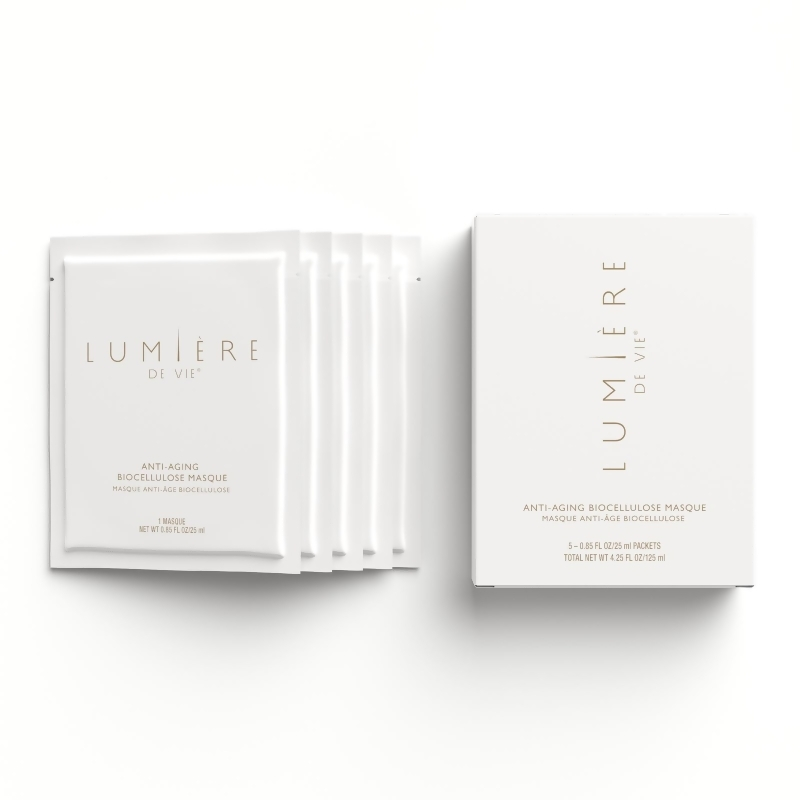 LUMIÈRE
DE VIE®
ANTI-AGING
BIOCELLULOSE MASQUE
MASQUE ANTI-ÂGE BIOCELLULOSE
1 MASQUE
NET WT 0.85 FL OZ/25 ml
LUMIÈRE
DE VIE®
ANTI-AGING BIOCELLULOSE MASQUE
MASQUE ANTI-ÂGE BIOCELLULOSE
5 – 0.85 FL OZ/25 ml PACKETS
TOTAL NET WT 4.25 FL OZ/125 ml